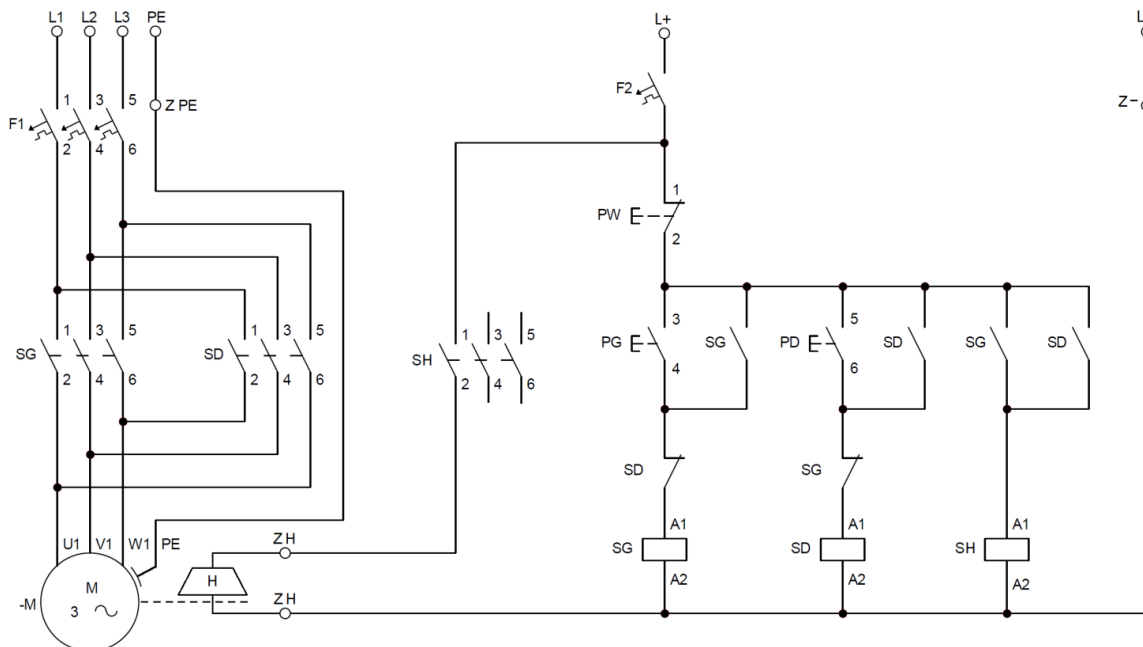 L1 L2 L3 PE L+ L
F1 1 3 5 Z PE F2 Z-
2 4 6
1
PW
2
1 3 5 1 3 5 1 3 5 3 5
SG SD SH PG SG PD SD SG SD
2 4 6 2 4 6 2 4 6 4 6
SD SG
U1 V1 W1 PE Z H A1 A1 A1
M H SG SD SH
-M 3 A2 A2 A2
Z H